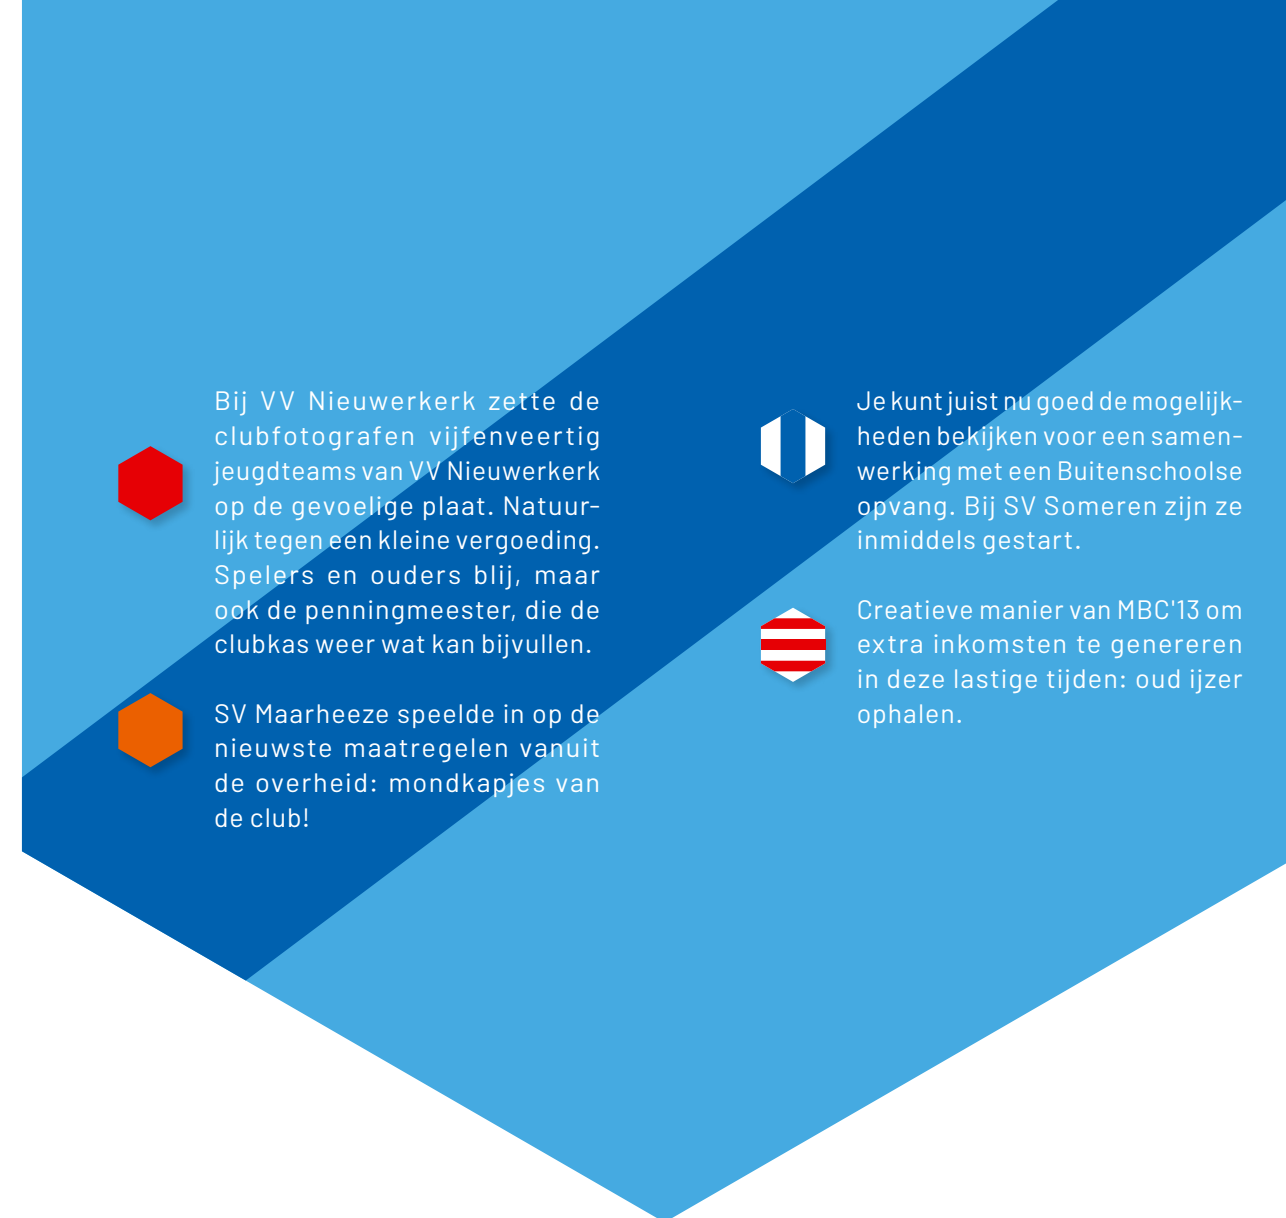 Bij VV Nieuwerkerk zette de
clubfotografen vijfenveertig
jeugdteams van VV Nieuwerkerk
op de gevoelige plaat. Natuur-
lijk tegen een kleine vergoeding.
Spelers en ouders blij, maar
ook de penningmeester, die de
clubkas weer wat kan bijvullen.
SV Maarheeze speelde in op de
nieuwste maatregelen vanuit
de overheid: mondkapjes van
de club!
Je kunt juist nu goed de mogelijk-
heden bekijken voor een samen-
werking met een Buitenschoolse
opvang. Bij SV Someren zijn ze
inmiddels gestart.
Creatieve manier van MBC'13 om
extra inkomsten te genereren
in deze lastige tijden: oud ijzer
ophalen.